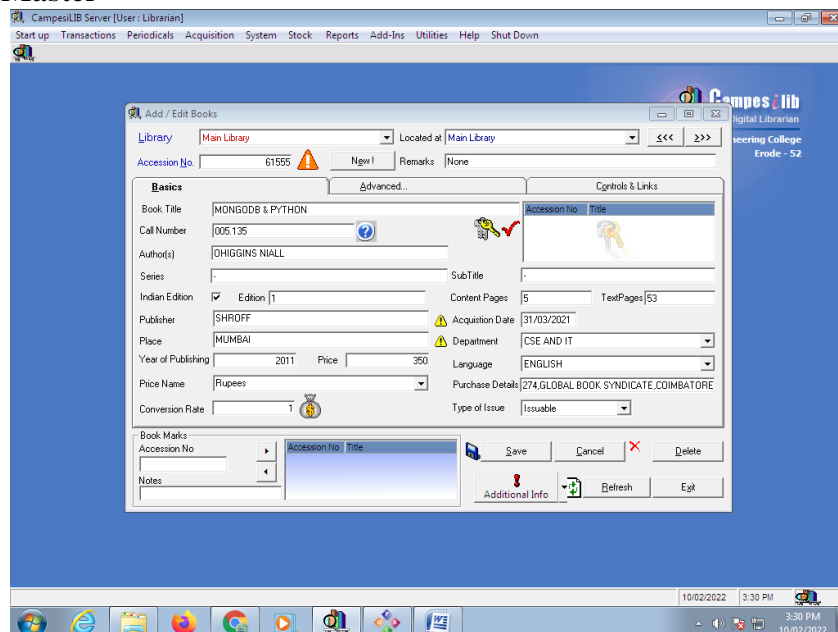 Master
CampesiLIB Server [User : Librarian]
Start up Transactions Periodicals Acquisition System Stock Reports Add-Ins Utilities Help Shut Down
Campesilib
Digital Librarian
neering College
Erode - 52
Add / Edit Books
Library Main Library Located at Main Library <<< >>>
Accession No. 61555 New! Remarks None
Basics Advanced... Controls & Links
Book Title MONGODB & PYTHON Accession No Title
Call Number 005.135
Author(s) OHIGGINS NIALL
Series - SubTitle -
Indian Edition Edition 1 Content Pages 5 TextPages 53
Publisher SHROFF Acquistion Date 31/03/2021
Place MUMBAI Department CSE AND IT
Year of Publishing 2011 Price 350 Language ENGLISH
Price Name Rupees Purchase Details 274,GLOBAL BOOK SYNDICATE,COIMBATORE
Conversion Rate 1 Type of Issue Issuable
Book Marks
Accession No Accession No Title Save Cancel Delete
Notes Additional Info Refresh Exit
10/02/2022 3:30 PM
3:30 PM
10/02/2022